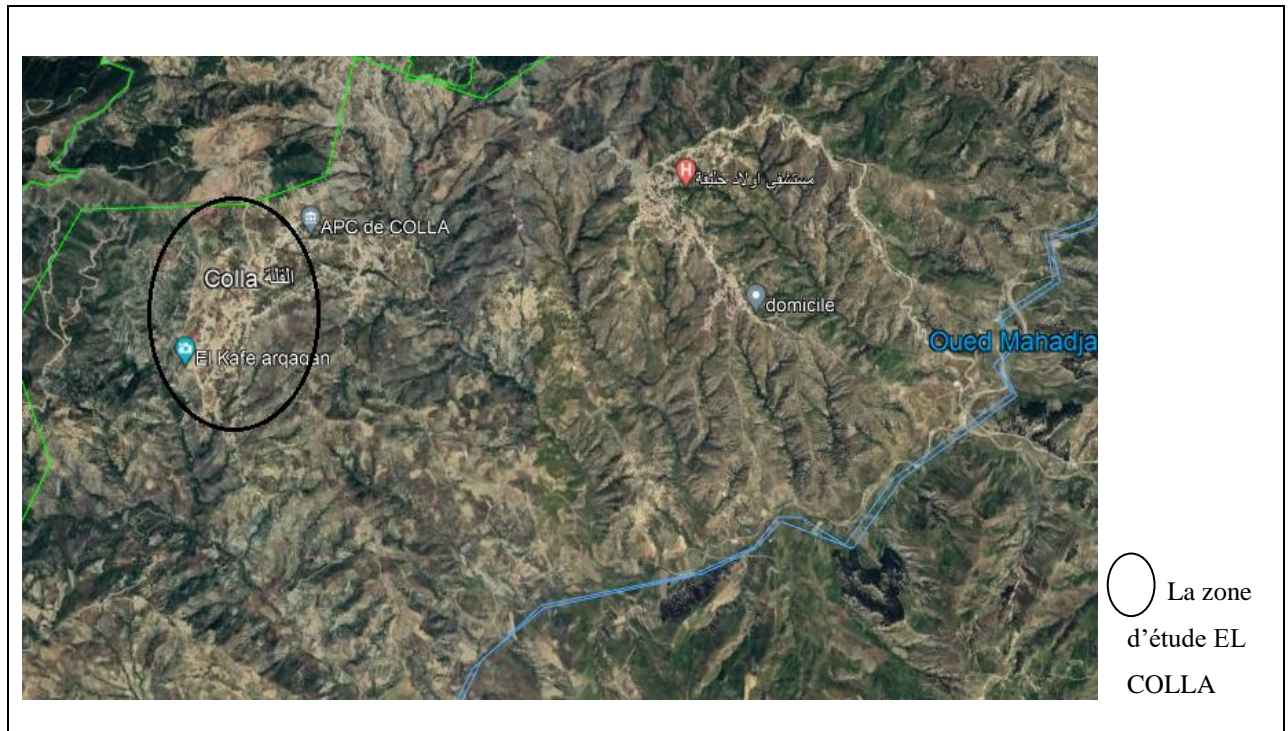 مستشفى اولاد خليفة
APC de COLLA
Colla القلة
domicile
Oued Mahadja
El Kafe arqaqan
La zone
d’étude EL
COLLA